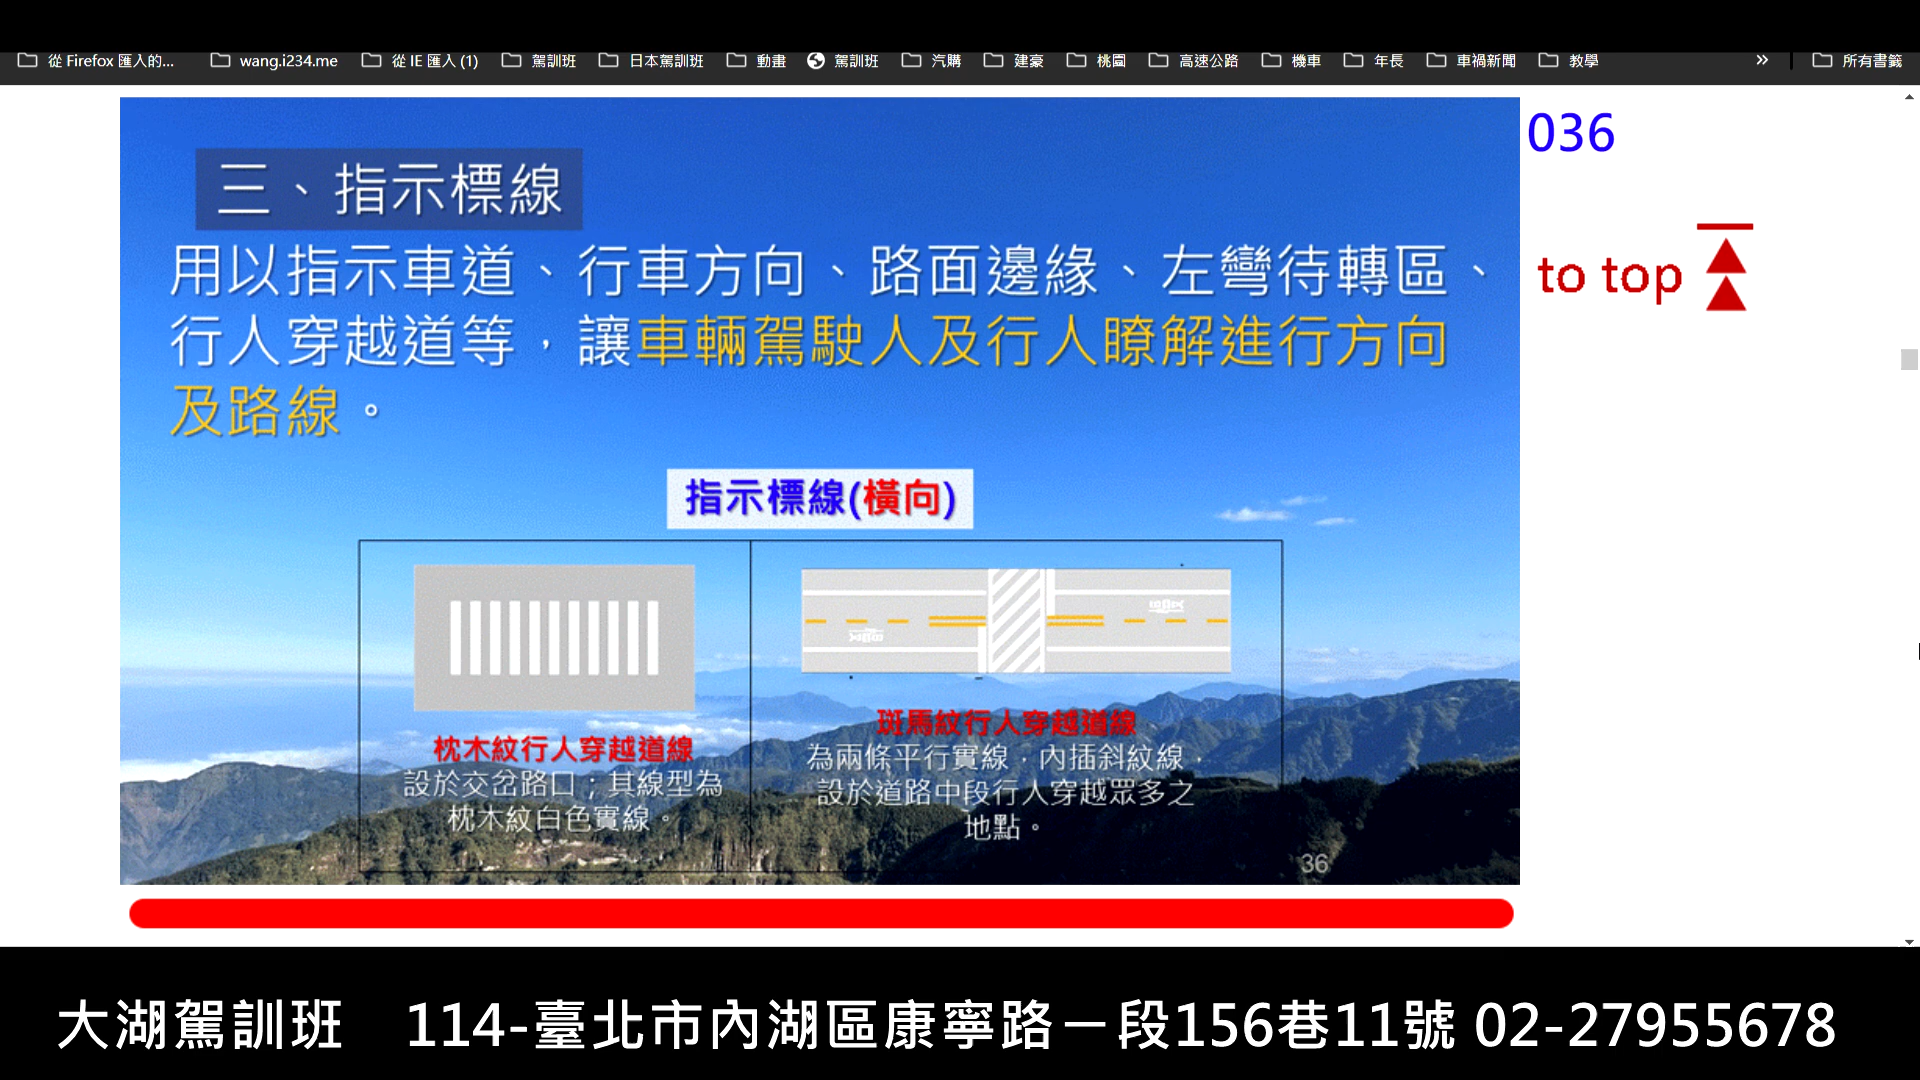 從 Firefox 匯入的... wang.i234.me 從 IE 匯入 (1) 駕訓班 日本駕訓班 動畫 駕訓班 汽購 建豪 桃園 高速公路 機車 年長 車禍新聞 教學 » 所有書籤
036
to top
三、指示標線
用以指示車道、行車方向、路面邊緣、左彎待轉區、
行人穿越道等，讓車輛駕駛人及行人瞭解進行方向
及路線。
指示標線(橫向)
枕木紋行人穿越道線
設於交岔路口；其線型為
枕木紋白色實線。
斑馬紋行人穿越道線
為兩條平行實線，內插斜紋線，
設於道路中段行人穿越眾多之
地點。
36
大湖駕訓班 114-臺北市內湖區康寧路一段156巷11號 02-27955678